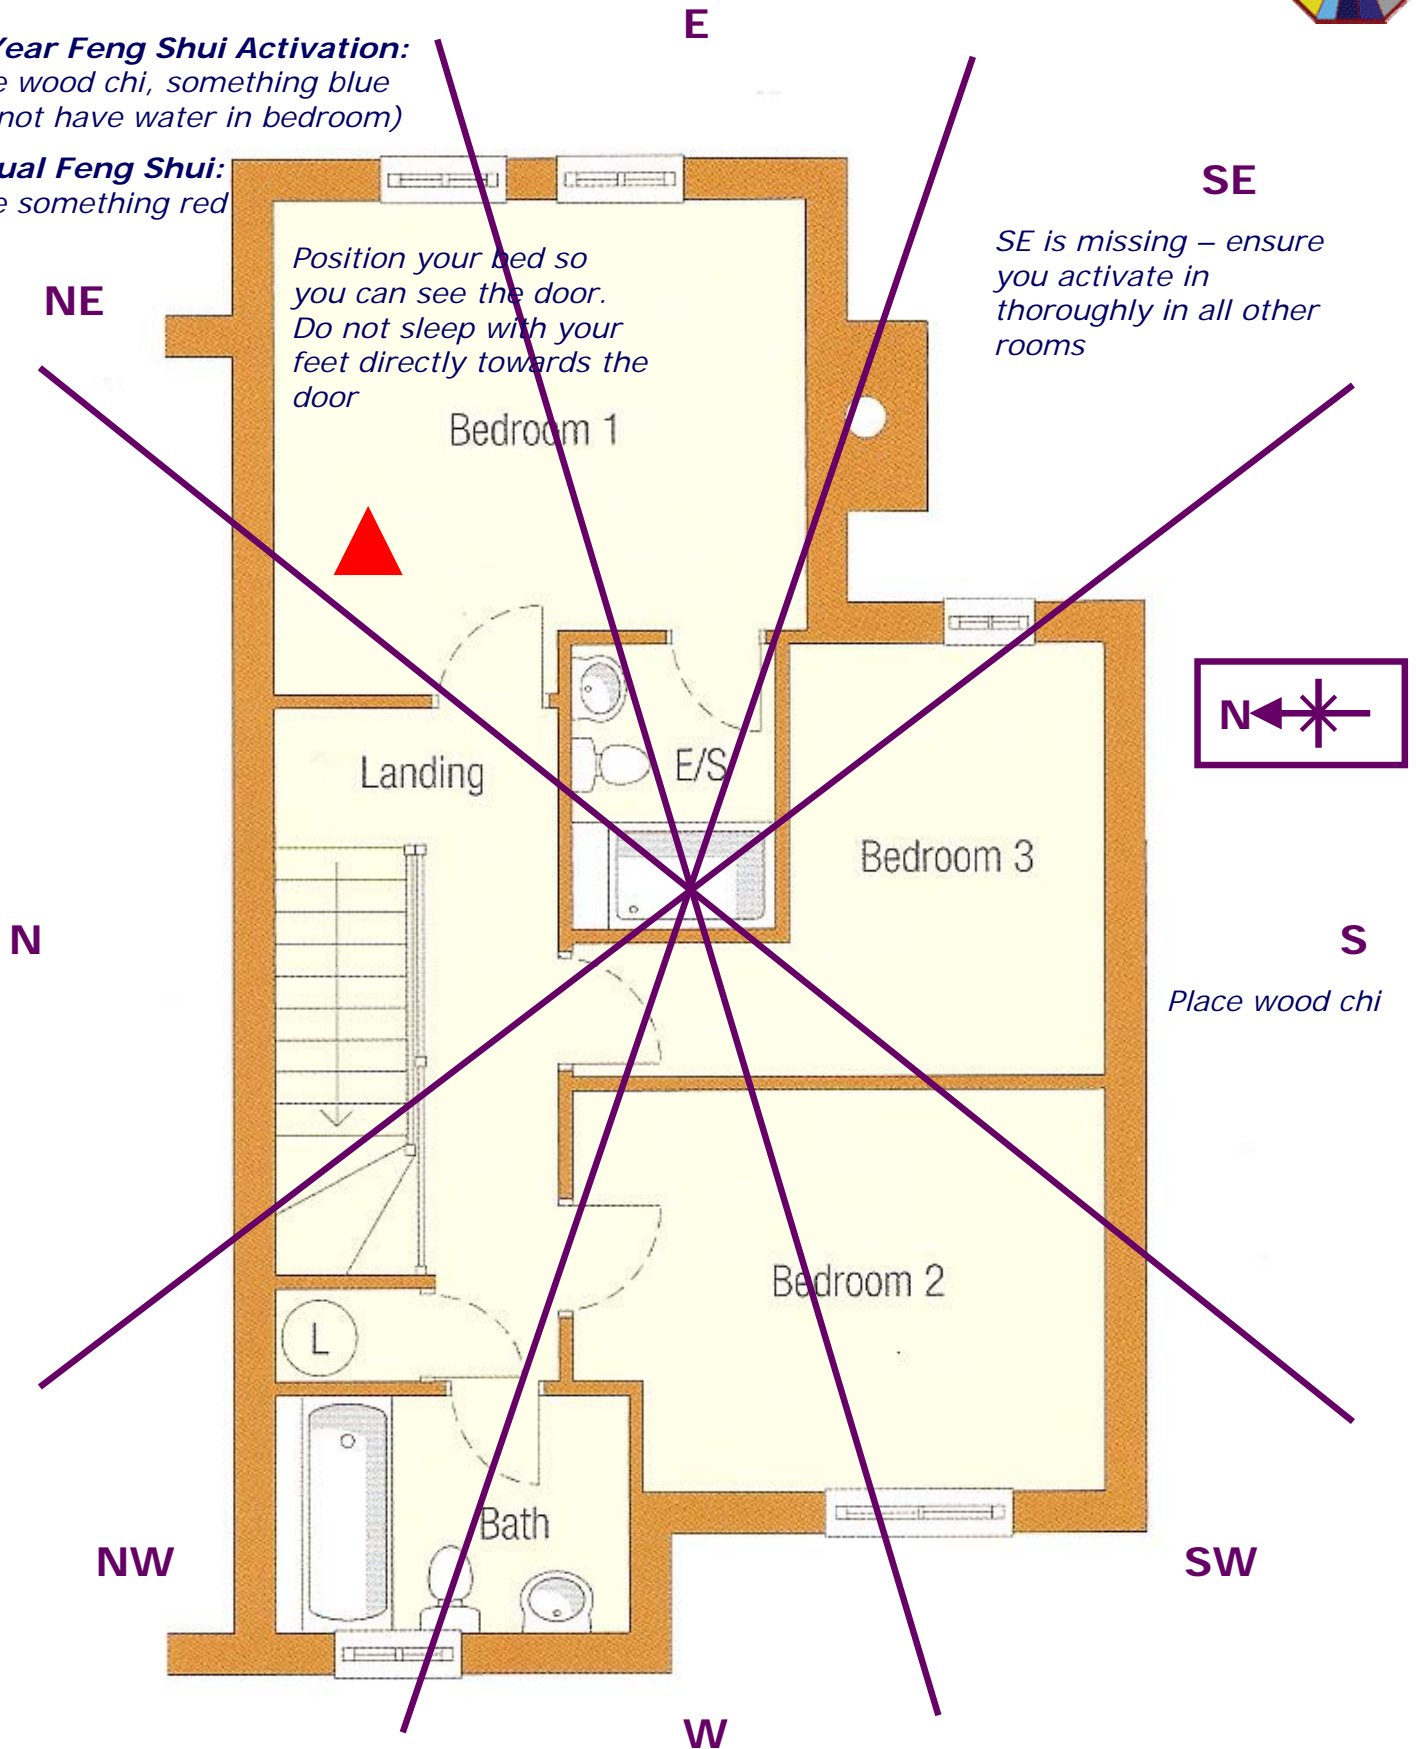 E
Year Feng Shui Activation:
e wood chi, something blue
not have water in bedroom)
ual Feng Shui:
e something red
SE
SE is missing – ensure
you activate in
thoroughly in all other
rooms
NE
Position your bed so
you can see the door.
Do not sleep with your
feet directly towards the
door
Bedroom 1
N
Landing
E/S
Bedroom 3
N
S
Place wood chi
Bedroom 2
L
Bath
NW
SW
W